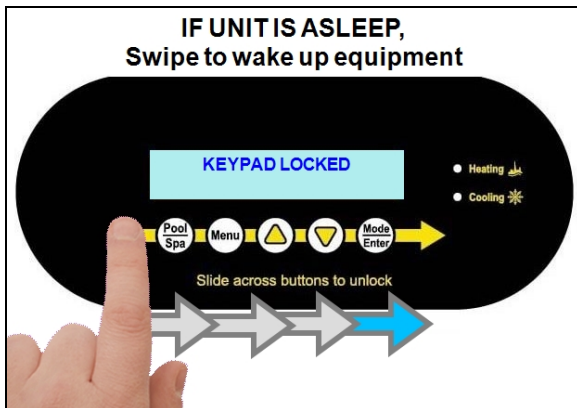 IF UNIT IS ASLEEP,
Swipe to wake up equipment
KEYPAD LOCKED
Heating
Cooling
Pool
Spa
Menu
Mode
Enter
Slide across buttons to unlock